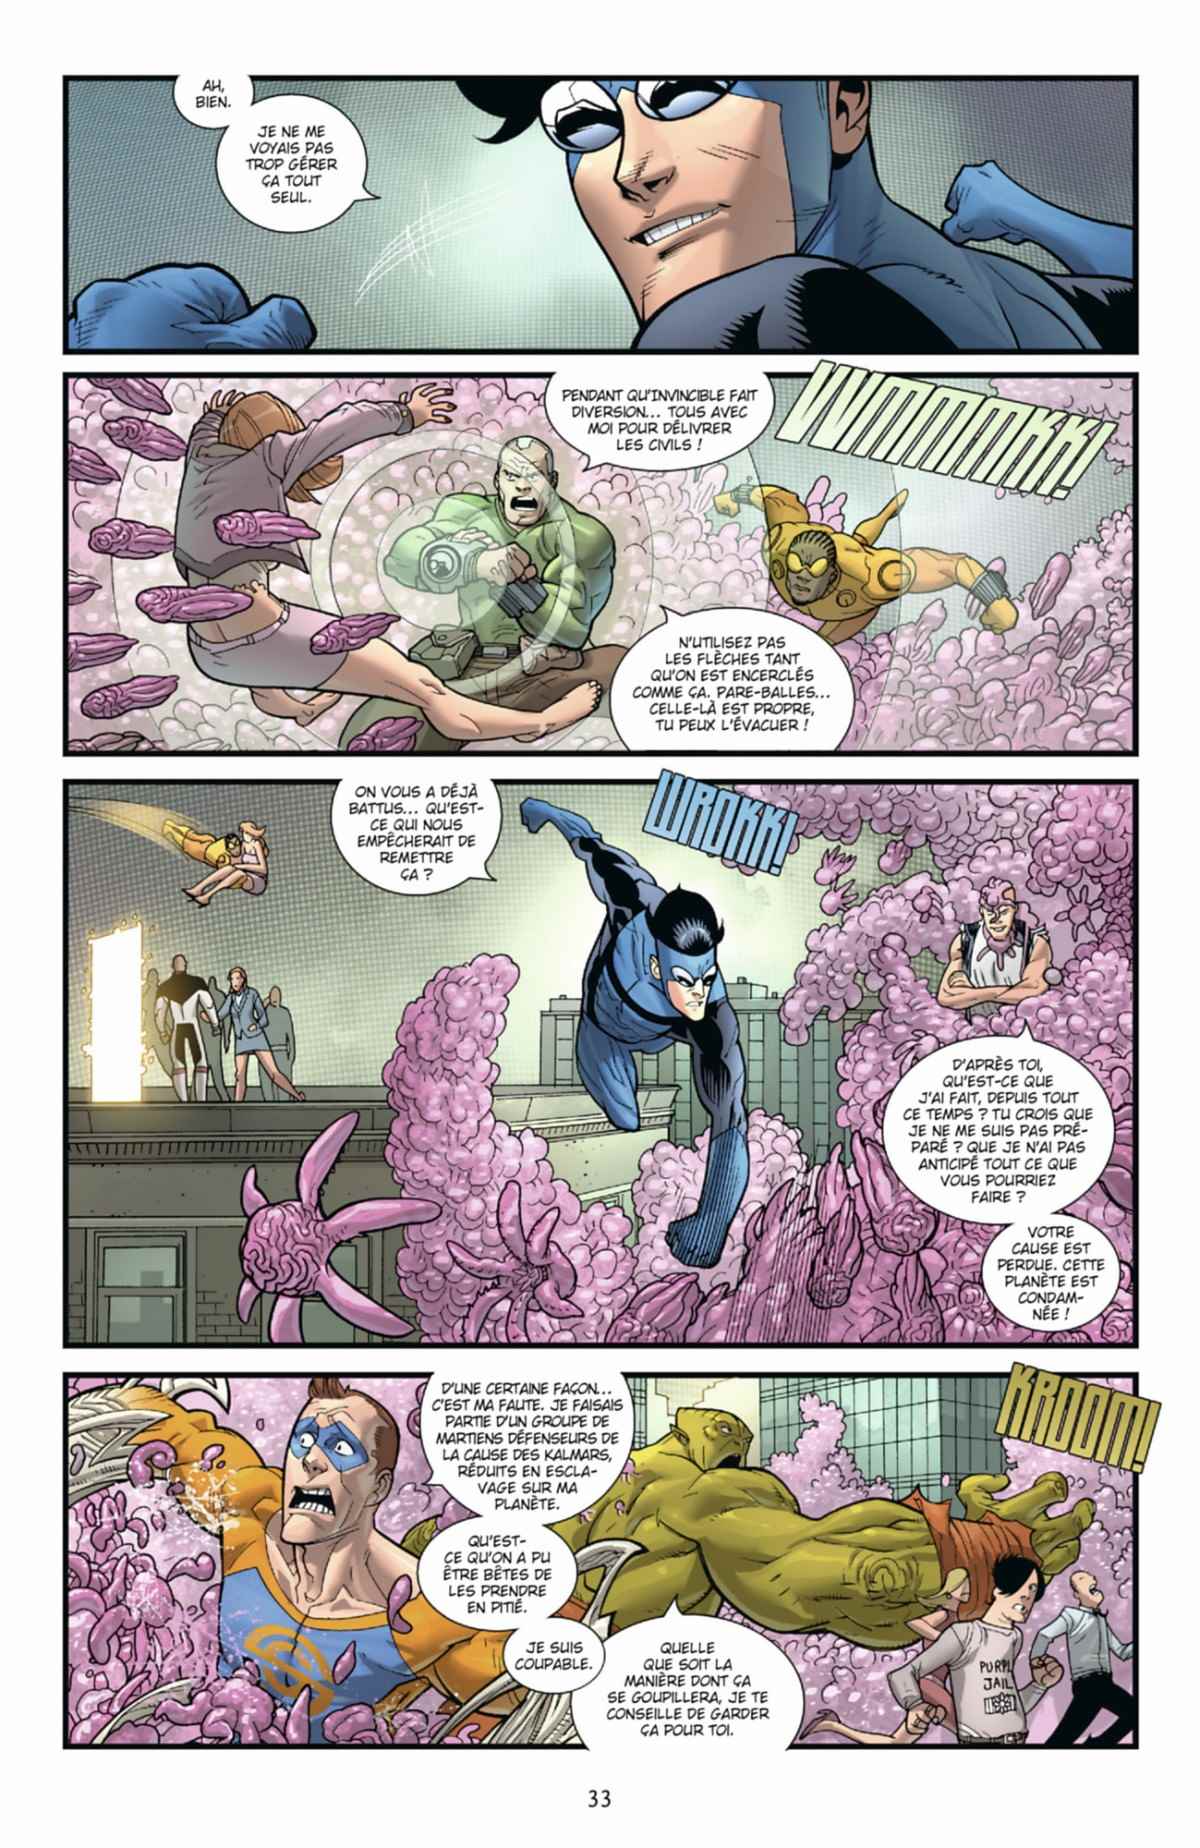 AH,
BIEN.
JE NE ME
VOYAIS PAS
TROP GÉRER
ÇA TOUT
SEUL.
PENDANT QU'INVINCIBLE FAIT
DIVERSION... TOUS AVEC
MOI POUR DÉLIVRER
LES CIVILS !
VVMMMMKK!
N'UTILISEZ PAS
LES FLÈCHES TANT
QU'ON EST ENCERCLÉS
COMME ÇA. PARE-BALLES...
CELLE-LÀ EST PROPRE,
TU PEUX L'ÉVACUER !
ON VOUS A DÉJÀ
BATTUS... QU'EST-
CE QUI NOUS
EMPÊCHERAIT DE
REMETTRE
ÇA ?
WROKK!
D'APRÈS TOI,
QU'EST-CE QUE
J'AI FAIT, DEPUIS TOUT
CE TEMPS ? TU CROIS QUE
JE NE ME SUIS PAS PRÉ-
PARÉ ? QUE JE N'AI PAS
ANTICIPÉ TOUT CE QUE
VOUS POURRIEZ
FAIRE ?
VOTRE
CAUSE EST
PERDUE. CETTE
PLANÈTE EST
CONDAM-
NÉE !
D'UNE CERTAINE FAÇON...
C'EST MA FAUTE. JE FAISAIS
PARTIE D'UN GROUPE DE
MARTIENS DÉFENSEURS DE
LA CAUSE DES KALMARS,
RÉDUITS EN ESCLA-
VAGE SUR MA
PLANÈTE.
QU'EST-
CE QU'ON A PU
ÊTRE BÊTES DE
LES PRENDRE
EN PITIÉ.
JE SUIS
COUPABLE.
KROOM!
QUELLE
QUE SOIT LA
MANIÈRE DONT ÇA
SE GOUPILLERA, JE TE
CONSEILLE DE GARDER
ÇA POUR TOI.
PURPL
JAIL
33